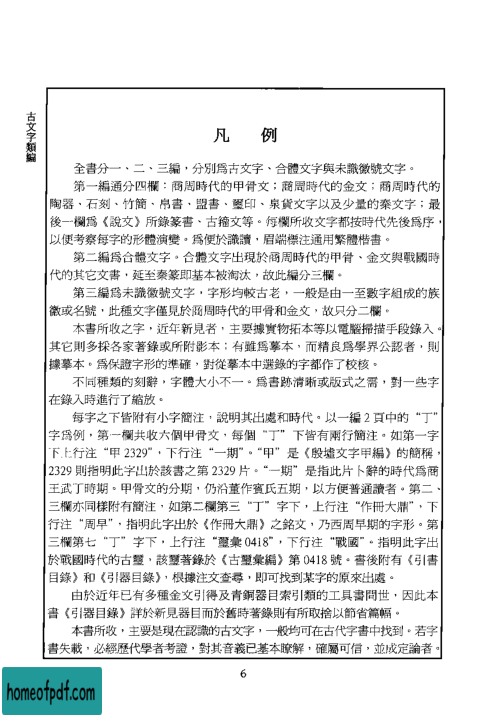 古文字類編
凡例
全書分一、二、三編，分別爲古文字、合體文字與未識徽號文字。
第一編通分四欄：商周時代的甲骨文；商周時代的金文；商周時代的
陶器、石刻、竹簡、帛書、盟書、璽印、泉貨文字以及少量的秦文字；最
後一欄爲《說文》所錄篆書、古籀文等。每欄所收文字都按時代先後爲序，
以便考察每字的形體演變。爲便於識讀，眉端標注通用繁體楷書。
第二編爲合體文字。合體文字出現於商周時代的甲骨、金文與戰國時
代的其它文書，延至秦篆即基本被淘汰，故此編分三欄。
第三編爲未識徽號文字，字形均較古老，一般是由一至數字組成的族
徽或名號，此種文字僅見於商周時代的甲骨和金文，故只分二欄。
本書所收之字，近年新見者，主要據實物拓本等以電腦掃描手段錄入。
其它則多採各家著錄或所附影本；有雖爲摹本，而精良爲學界公認者，則
據摹本。爲保證字形的準確，對從摹本中選錄的字都作了校核。
不同種類的刻辭，字體大小不一。爲書跡清晰或版式之需，對一些字
在錄入時進行了縮放。
每字之下皆附有小字簡注，說明其出處和時代。以一編2頁中的“丁”
字爲例，第一欄共收六個甲骨文，每個“丁”下皆有兩行簡注。如第一字
下上行注“甲2329”，下行注“一期”。“甲”是《殷墟文字甲編》的簡稱，
2329則指明此字出於該書之第2329片。“一期”是指此片卜辭的時代爲商
王武丁時期。甲骨文的分期，仍沿董作賓氏五期，以方便普通讀者。第二、
三欄亦同樣附有簡注，如第二欄第三“丁”字下，上行注“作冊大鼎”，下
行注“周早”，指明此字出於《作冊大鼎》之銘文，乃西周早期的字形。第
三欄第七“丁”字下，上行注“璽彙0418”，下行注“戰國”。指明此字出
於戰國時代的古璽，該璽著錄於《古璽彙編》第0418號。書後附有《引書
目錄》和《引器目錄》，根據注文查尋，即可找到某字的原來出處。
由於近年已有多種金文引得及青銅器目索引類的工具書問世，因此本
書《引器目錄》詳於新見器目而於舊時著錄則有所取捨以節省篇幅。
本書所收，主要是現在認識的古文字，一般均可在古代字書中找到。若字
書失載，必經歷代學者考證，對其音義已基本瞭解，確屬可信，並成定論者。
6
homeofpdf.com